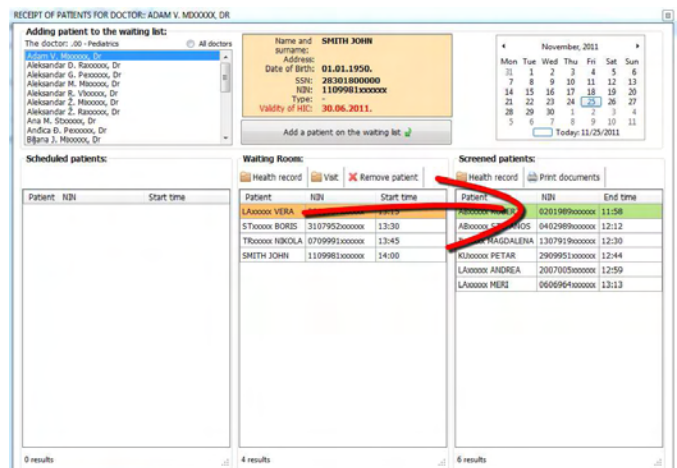 RECEIPT OF PATIENTS FOR DOCTOR: ADAM V. MDXXXXX, DR
Adding patient to the waiting list:
The doctor: .00 - Pediatrics All doctors
Adam V. Mxxxxx, Dr
Aleksandar D. Raxxxxx, Dr
Aleksandar G. Pexxxxx, Dr
Aleksandar M. Mxxxxx, Dr
Aleksandar R. Vlxxxxx, Dr
Aleksandar Ž. Mxxxxx, Dr
Aleksandar Ž. Raxxxxx, Dr
Ana M. Stxxxxx, Dr
Anđica Đ. Pexxxxx, Dr
Biljana J. Mxxxxx, Dr
Name and surname: SMITH JOHN
Address:
Date of Birth: 01.01.1950.
SSN: 28301800000
NIN: 1109981xxxxxx
Type: -
Validity of HIC: 30.06.2011.
Add a patient on the waiting list
November, 2011
Mon Tue Wed Thu Fri Sat Sun
31 1 2 3 4 5 6
7 8 9 10 11 12 13
14 15 16 17 18 19 20
21 22 23 24 25 26 27
28 29 30 1 2 3 4
5 6 7 8 9 10 11
Today: 11/25/2011
Scheduled patients:
Patient NIN Start time
0 results
Waiting Room:
Health record Visit Remove patient
Patient NIN Start time
LAxxxxx VERA
STxxxxx BORIS 3107952xxxxxx 13:30
TRxxxxx NIKOLA 0709991xxxxxx 13:45
SMITH JOHN 1109981xxxxxx 14:00
4 results
Screened patients:
Health record Print documents
Patient NIN End time
0201989xxxxxx 11:58
0402989xxxxxx 12:12
MAGDALENA 1307919xxxxxx 12:30
KUxxxxx PETAR 2909951xxxxxx 12:44
LAxxxxx ANDREA 2007005xxxxxx 12:59
LAxxxxx MERI 0606964xxxxxx 13:13
6 results